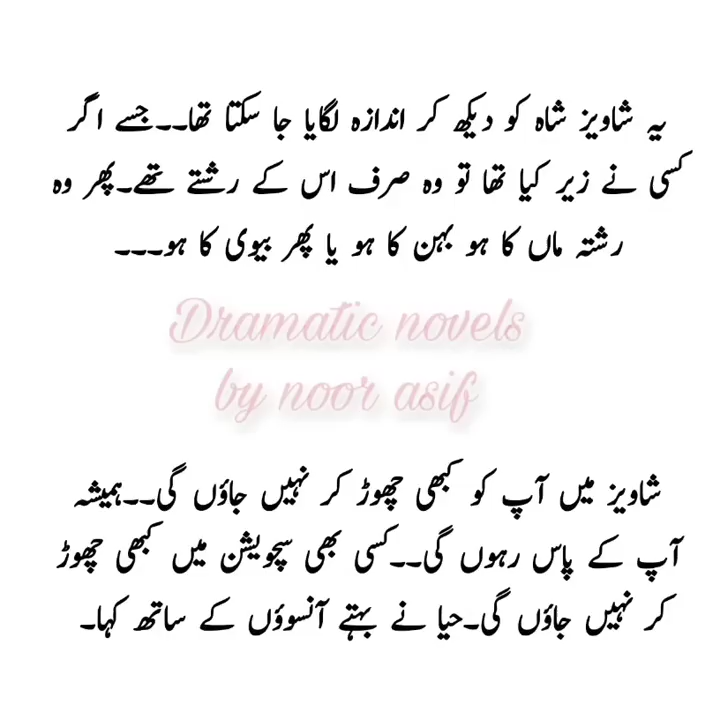 یہ شاویز شاہ کو دیکھ کر اندازہ لگایا جا سکتا تھا۔۔جسے اگر
کسی نے زیر کیا تھا تو وہ صرف اس کے رشتے تھے۔پھر وہ
رشتہ ماں کا ہو بہن کا ہو یا پھر بیوی کا ہو۔۔۔
Dramatic novels
by noor asif
شاویز میں آپ کو کبھی چھوڑ کر نہیں جاؤں گی۔۔ہمیشہ
آپ کے پاس رہوں گی۔۔کسی بھی سچویشن میں کبھی چھوڑ
کر نہیں جاؤں گی۔حیا نے بہتے آنسوؤں کے ساتھ کہا۔